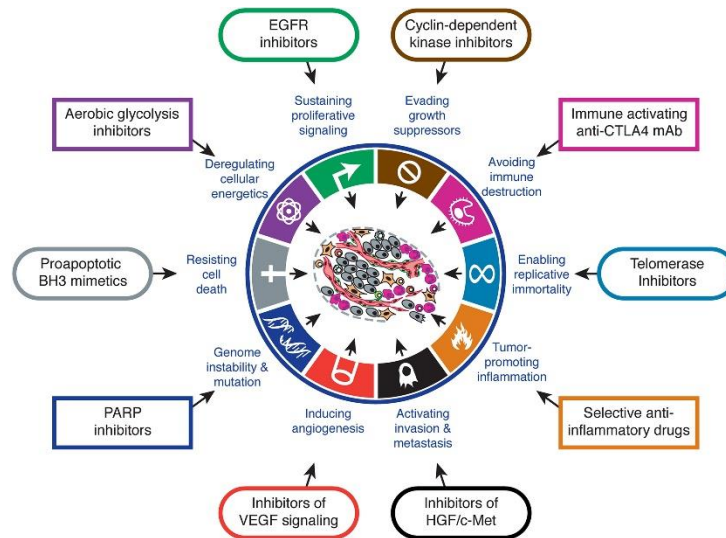 EGFR
inhibitors
Cyclin-dependent
kinase inhibitors
Sustaining
proliferative
signaling
Evading
growth
suppressors
Aerobic glycolysis
inhibitors
Immune activating
anti-CTLA4 mAb
Deregulating
cellular
energetics
Avoiding
immune
destruction
Proapoptotic
BH3 mimetics
Resisting
cell
death
Enabling
replicative
immortality
Telomerase
Inhibitors
Genome
instability &
mutation
Tumor-
promoting
inflammation
PARP
inhibitors
Inducing
angiogenesis
Activating
invasion &
metastasis
Selective anti-
inflammatory drugs
Inhibitors of
VEGF signaling
Inhibitors of
HGF/c-Met